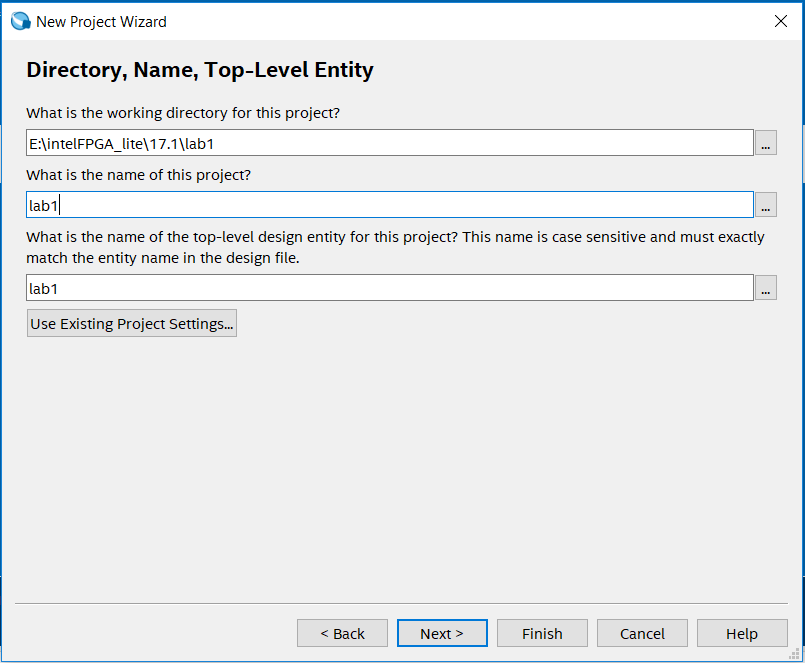 New Project Wizard
Directory, Name, Top-Level Entity
What is the working directory for this project?
E:\intelFPGA_lite\17.1\lab1
...
What is the name of this project?
lab1
...
What is the name of the top-level design entity for this project? This name is case sensitive and must exactly
match the entity name in the design file.
lab1
...
Use Existing Project Settings...
< Back
Next >
Finish
Cancel
Help